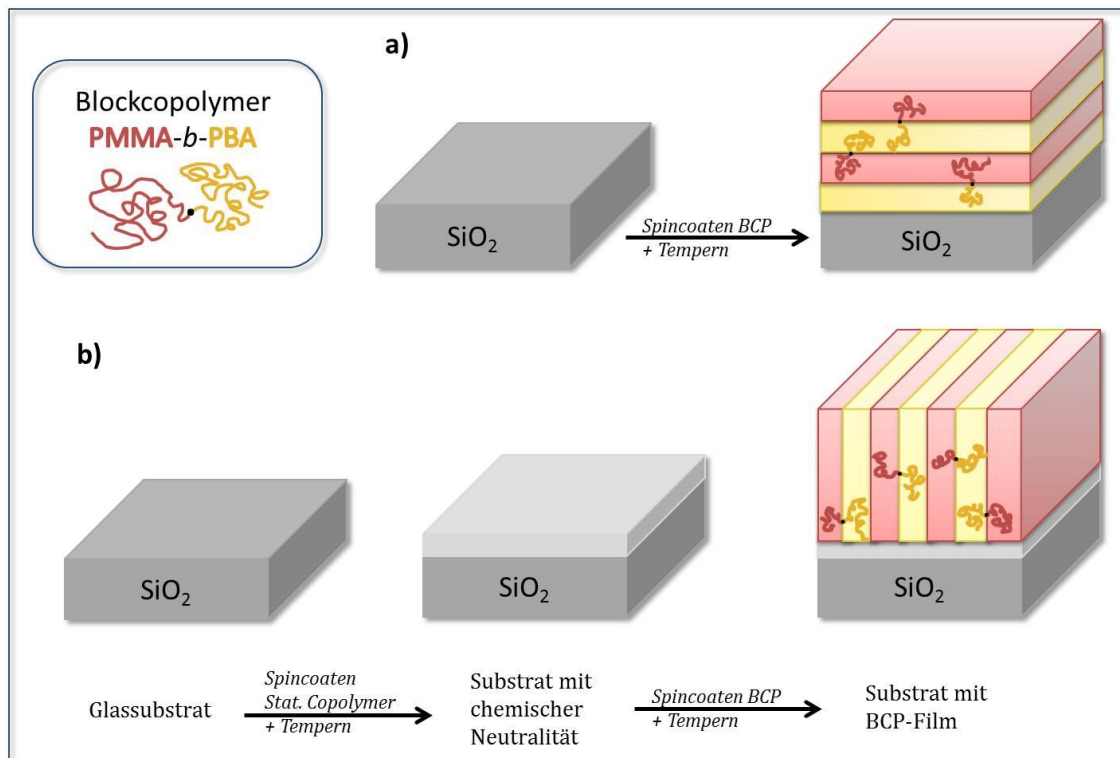 a)
Blockcopolymer
PMMA-b-PBA
SiO2
Spincoaten BCP
+ Tempern
SiO2
b)
SiO2
SiO2
SiO2
Glassubstrat
Spincoaten
Stat. Copolymer
+ Tempern
Substrat mit
chemischer
Neutralität
Spincoaten BCP
+ Tempern
Substrat mit
BCP-Film